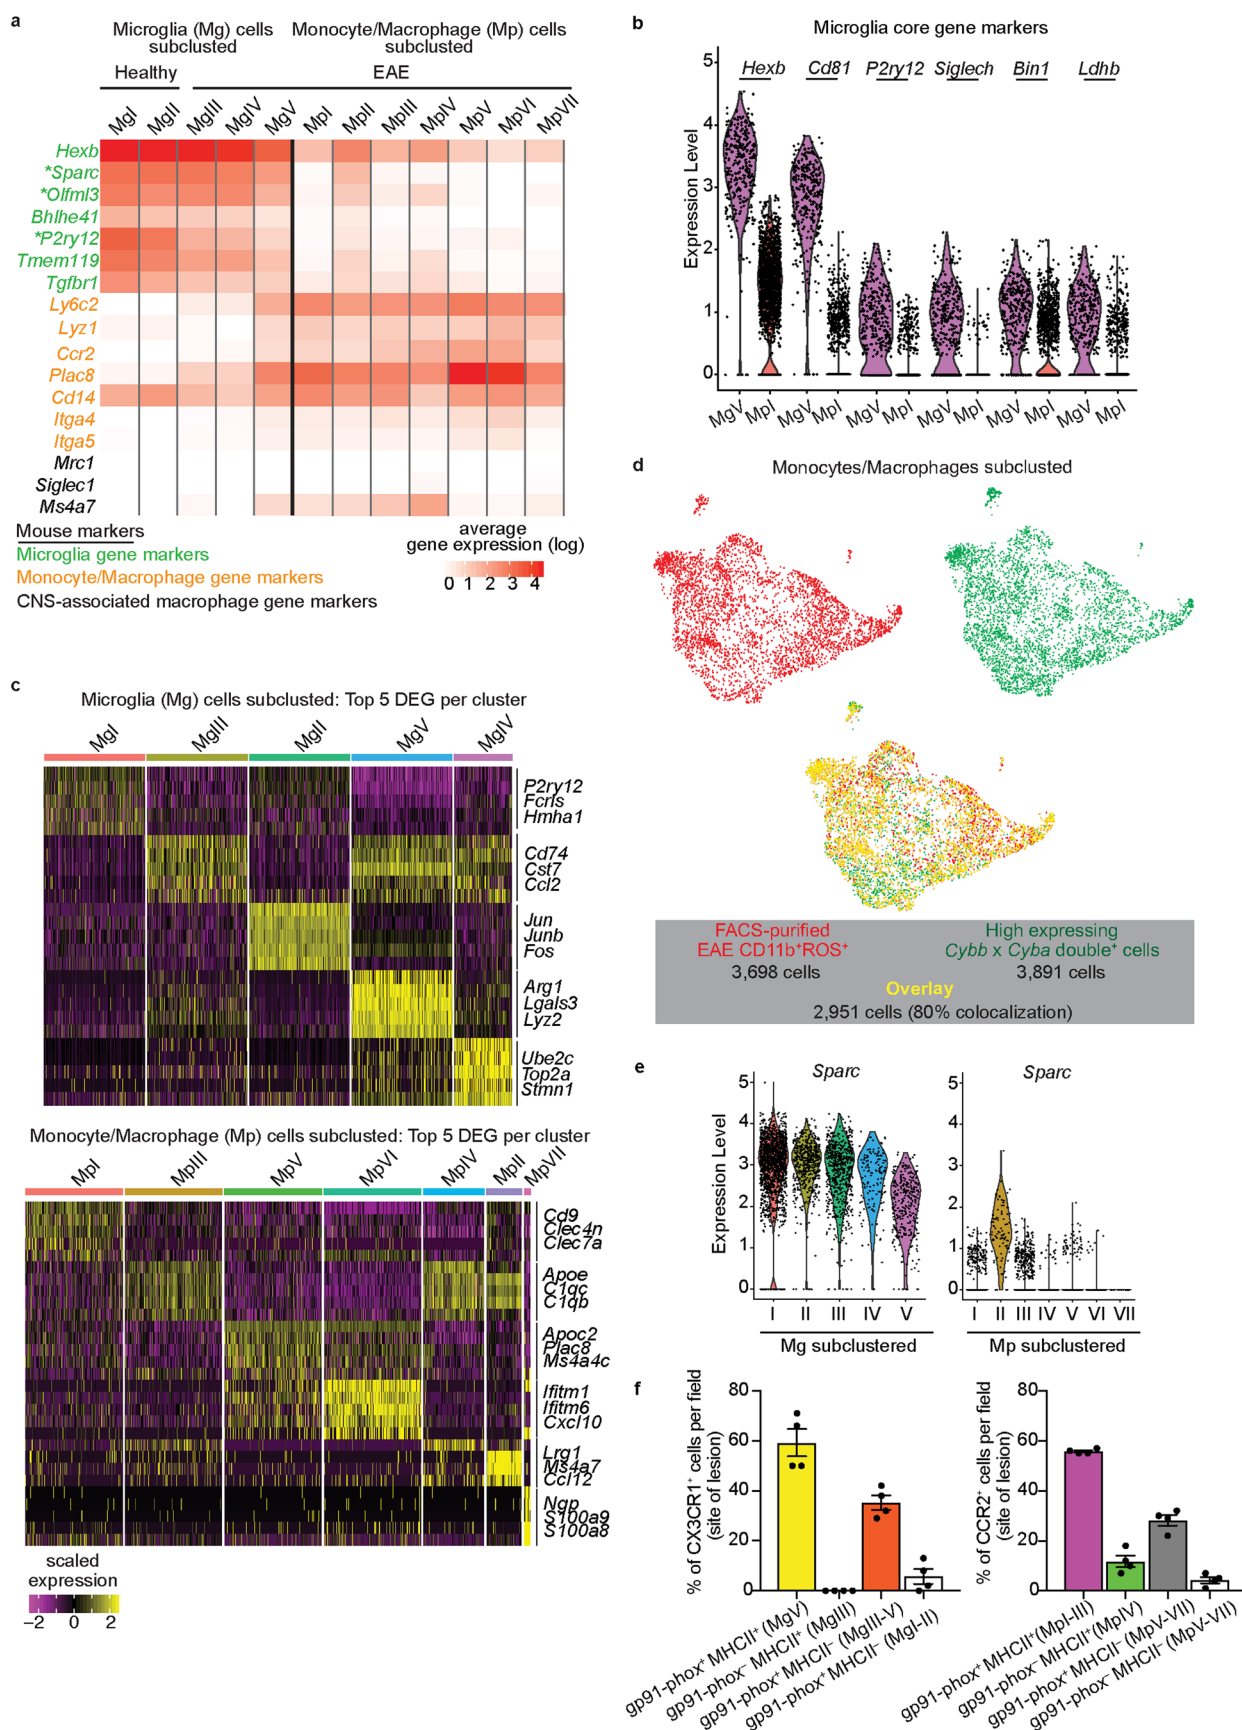 a
Microglia (Mg) cells
subclusted
Monocyte/Macrophage (Mp) cells
subclusted
Healthy
EAE
MgI
MgII
MgIII
MgIV
MgV
MpI
MpII
MpIII
MpIV
MpV
MpVI
MpVII
Hexb
*Sparc
*Olfml3
Bhlhe41
*P2ry12
Tmem119
Tgfbr1
Ly6c2
Lyz1
Ccr2
Plac8
Cd14
Itga4
Itga5
Mrc1
Siglec1
Ms4a7
Mouse markers
Microglia gene markers
Monocyte/Macrophage gene markers
CNS-associated macrophage gene markers
average
gene expression (log)
0 1 2 3 4
b
Microglia core gene markers
Hexb Cd81 P2ry12 Siglech Bin1 Ldhb
Expression Level
5
4
3
2
1
0
MgV MpI MgV MpI MgV MpI MgV MpI MgV MpI MgV MpI
c
Microglia (Mg) cells subclusted: Top 5 DEG per cluster
MgI
MgIII
MgII
MgV
MgIV
P2ry12
Fcrls
Hmha1
Cd74
Cst7
Ccl2
Jun
Junb
Fos
Arg1
Lgals3
Lyz2
Ube2c
Top2a
Stmn1
Monocyte/Macrophage (Mp) cells subclusted: Top 5 DEG per cluster
MpI
MpIII
MpV
MpVI
MpIV
MpII
MpVII
Cd9
Clec4n
Clec7a
Apoe
C1qc
C1qb
Apoc2
Plac8
Ms4a4c
Ifitm1
Ifitm6
Cxcl10
Lrg1
Ms4a7
Ccl12
Ngp
S100a9
S100a8
scaled
expression
−2 0 2
d
Monocytes/Macrophages subclusted
FACS-purified
EAE CD11b⁺ROS⁺
3,698 cells
High expressing
Cybb x Cyba double⁺ cells
3,891 cells
Overlay
2,951 cells (80% colocalization)
e
Sparc
Expression Level
5
4
3
2
1
0
I II III IV V
Mg subclustered
Sparc
5
4
3
2
1
0
I II III IV V VI VII
Mp subclustered
f
% of CX3CR1⁺ cells per field
(site of lesion)
80
60
40
20
0
gp91-phox⁺ MHCII⁺ (MgV)
gp91-phox⁻ MHCII⁺ (MgIII)
gp91-phox⁺ MHCII⁻ (MgIII-V)
gp91-phox⁺ MHCII⁻ (MgI-II)
% of CCR2⁺ cells per field
(site of lesion)
80
60
40
20
0
gp91-phox⁺ MHCII⁺(MpI-III)
gp91-phox⁻ MHCII⁺(MpIV)
gp91-phox⁺ MHCII⁻ (MpV-VII)
gp91-phox⁻ MHCII⁻ (MpV-VII)